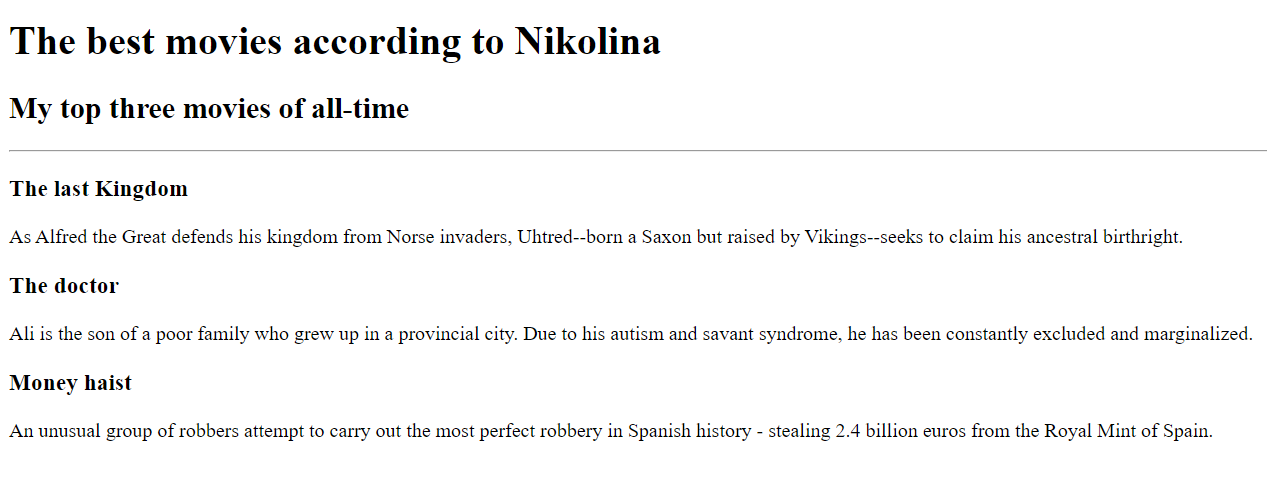 The best movies according to Nikolina
My top three movies of all-time
The last Kingdom
As Alfred the Great defends his kingdom from Norse invaders, Uhtred--born a Saxon but raised by Vikings--seeks to claim his ancestral birthright.
The doctor
Ali is the son of a poor family who grew up in a provincial city. Due to his autism and savant syndrome, he has been constantly excluded and marginalized.
Money haist
An unusual group of robbers attempt to carry out the most perfect robbery in Spanish history - stealing 2.4 billion euros from the Royal Mint of Spain.